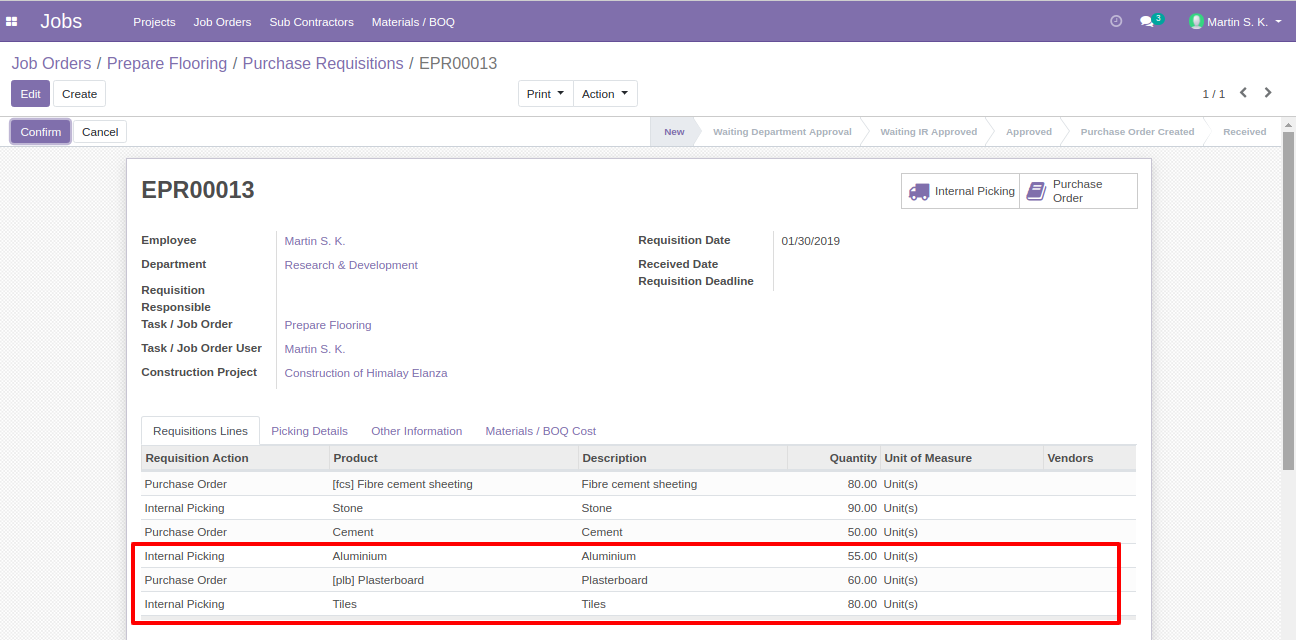 Jobs Projects Job Orders Sub Contractors Materials / BOQ 3 Martin S. K.
Job Orders / Prepare Flooring / Purchase Requisitions / EPR00013
Edit Create Print Action 1 / 1
Confirm Cancel New Waiting Department Approval Waiting IR Approved Approved Purchase Order Created Received
EPR00013
Internal Picking
Purchase
Order
Employee Martin S. K.
Department Research & Development
Requisition
Responsible
Task / Job Order Prepare Flooring
Task / Job Order User Martin S. K.
Construction Project Construction of Himalay Elanza
Requisition Date 01/30/2019
Received Date
Requisition Deadline
Requisitions Lines Picking Details Other Information Materials / BOQ Cost
Requisition Action Product Description Quantity Unit of Measure Vendors
Purchase Order [fcs] Fibre cement sheeting Fibre cement sheeting 80.00 Unit(s)
Internal Picking Stone Stone 90.00 Unit(s)
Purchase Order Cement Cement 50.00 Unit(s)
Internal Picking Aluminium Aluminium 55.00 Unit(s)
Purchase Order [plb] Plasterboard Plasterboard 60.00 Unit(s)
Internal Picking Tiles Tiles 80.00 Unit(s)